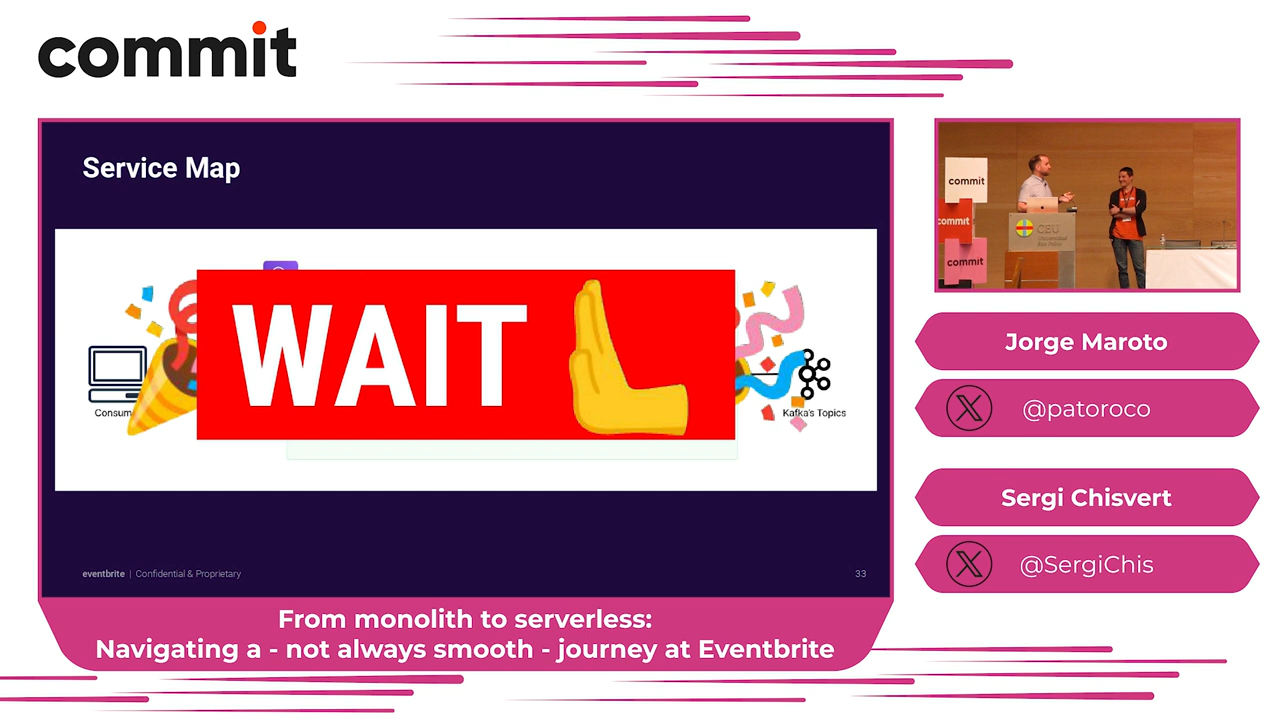 commit
Service Map
WAIT
Consum
Kafka's Topics
eventbrite | Confidential & Proprietary
33
From monolith to serverless:
Navigating a - not always smooth - journey at Eventbrite
commit
commit
commit
CEU
Jorge Maroto
@patoroco
Sergi Chisvert
@SergiChis